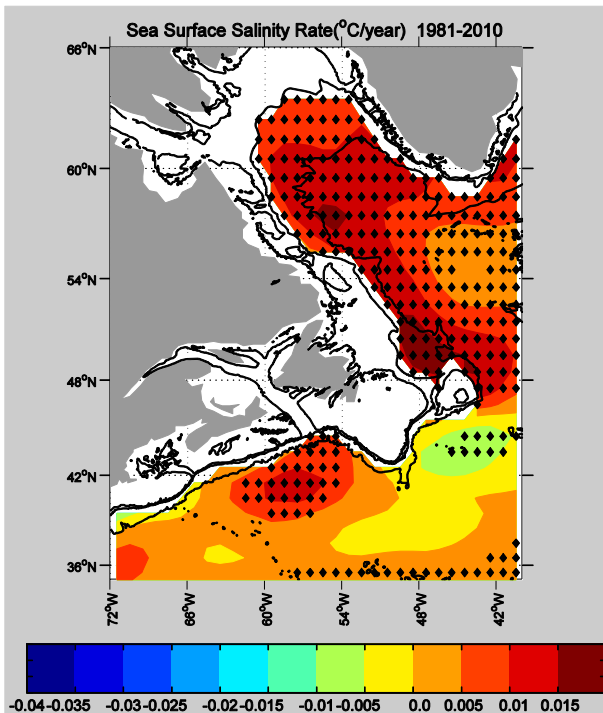 Sea Surface Salinity Rate(°C/year) 1981-2010
66°N
60°N
54°N
48°N
42°N
36°N
72°W
66°W
60°W
54°W
48°W
42°W
-0.04-0.035 -0.03-0.025 -0.02-0.015 -0.01-0.005 0.0 0.005 0.01 0.015